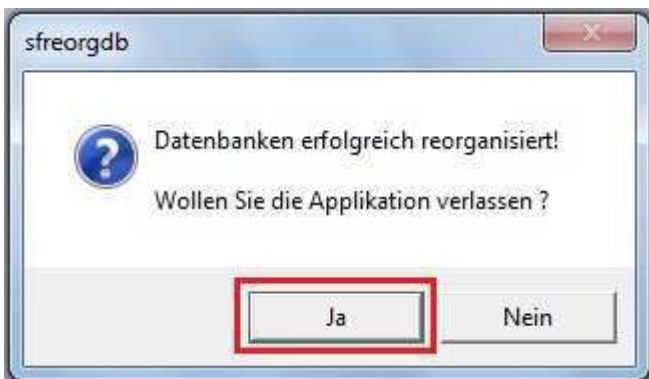 sfreorgdb
Datenbanken erfolgreich reorganisiert!
Wollen Sie die Applikation verlassen ?
Ja
Nein